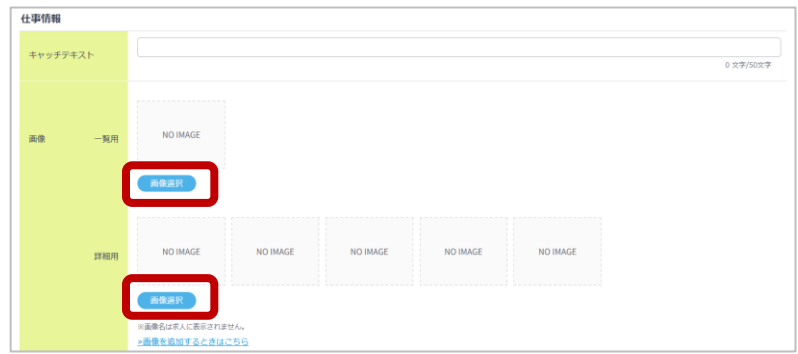 仕事情報
キャッチテキスト
0 文字/50文字
画像 一覧用
NO IMAGE
画像選択
詳細用
NO IMAGE NO IMAGE NO IMAGE NO IMAGE NO IMAGE
画像選択
※画像名は求人に表示されません。
»画像を追加するときはこちら